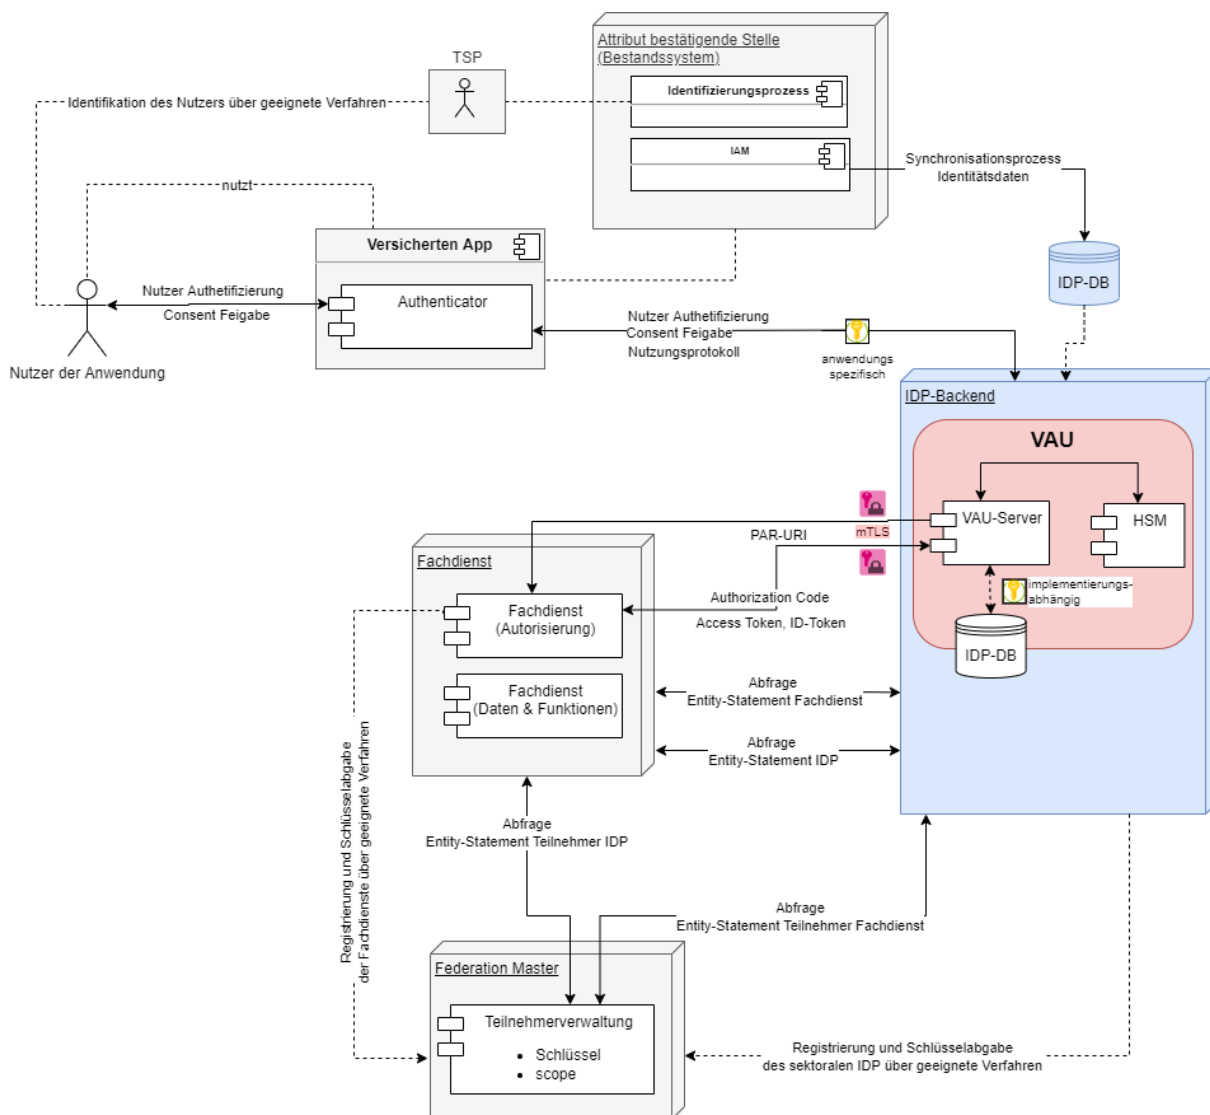 Attribut bestätigende Stelle
(Bestandssystem)
TSP
Identifizierungsprozess
Identifikation des Nutzers über geeignete Verfahren
IAM
Synchronisationsprozess
Identitätsdaten
nutzt
Versicherten App
IDP-DB
Authenticator
Nutzer Authetifizierung
Consent Feigabe
Nutzer Authetifizierung
Consent Feigabe
Nutzungsprotokoll
anwendungs
spezifisch
Nutzer der Anwendung
IDP-Backend
VAU
VAU-Server
HSM
PAR-URI
mTLS
Fachdienst
implementierungs-
abhängig
Fachdienst
(Autorisierung)
Authorization Code
Access Token, ID-Token
IDP-DB
Fachdienst
(Daten & Funktionen)
Abfrage
Entity-Statement Fachdienst
Abfrage
Entity-Statement IDP
Registrierung und Schlüsselabgabe
der Fachdienste über geeignete Verfahren
Abfrage
Entity-Statement Teilnehmer IDP
Abfrage
Entity-Statement Teilnehmer Fachdienst
Federation Master
Teilnehmerverwaltung
• Schlüssel
• scope
Registrierung und Schlüsselabgabe
des sektoralen IDP über geeignete Verfahren